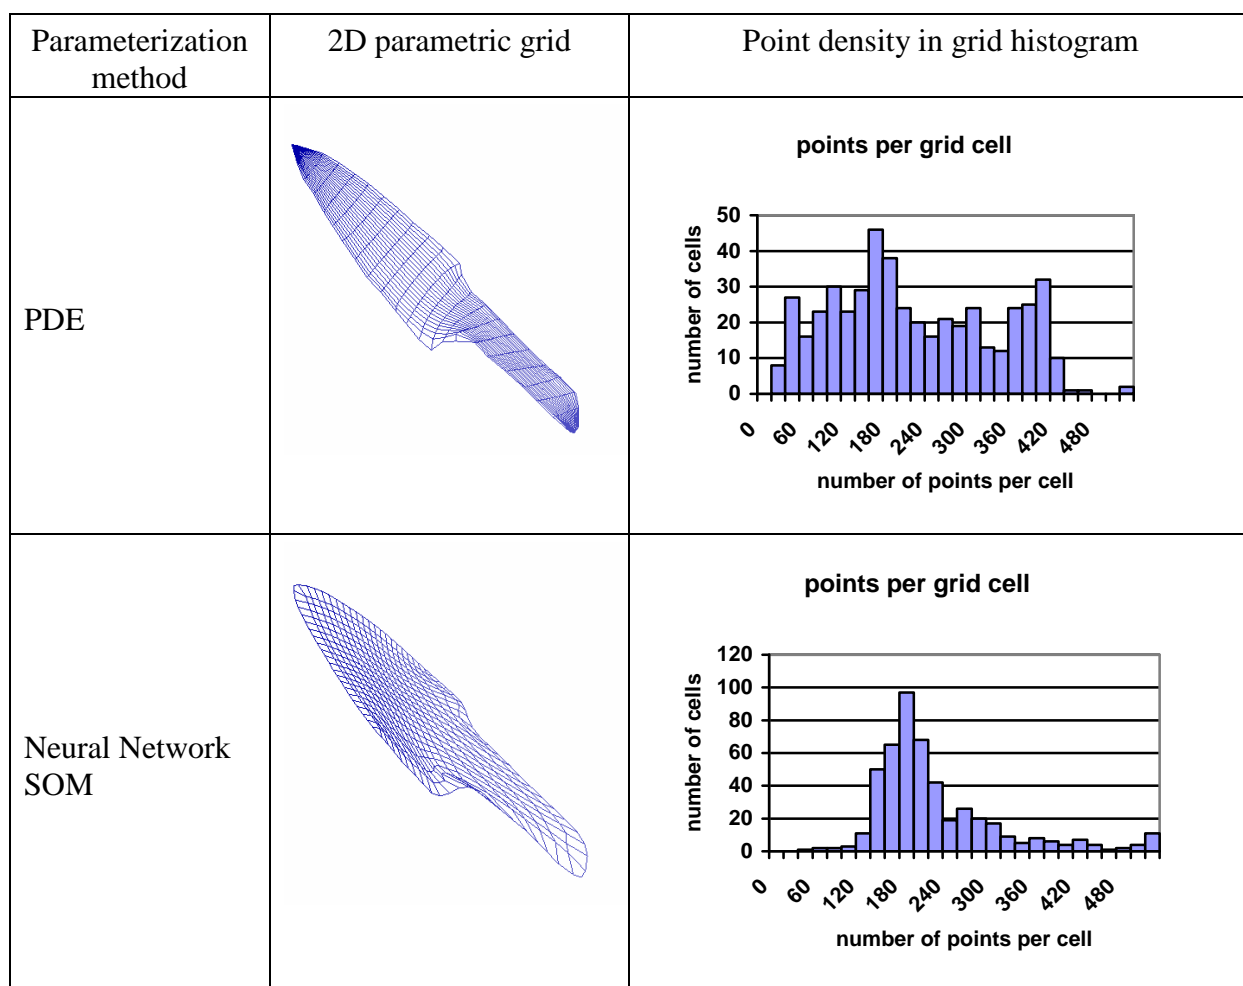 Parameterization
method
2D parametric grid
Point density in grid histogram
PDE
points per grid cell
number of cells
50
40
30
20
10
0
0 60 120 180 240 300 360 420 480
number of points per cell
Neural Network
SOM
points per grid cell
number of cells
120
100
80
60
40
20
0
0 60 120 180 240 300 360 420 480
number of points per cell